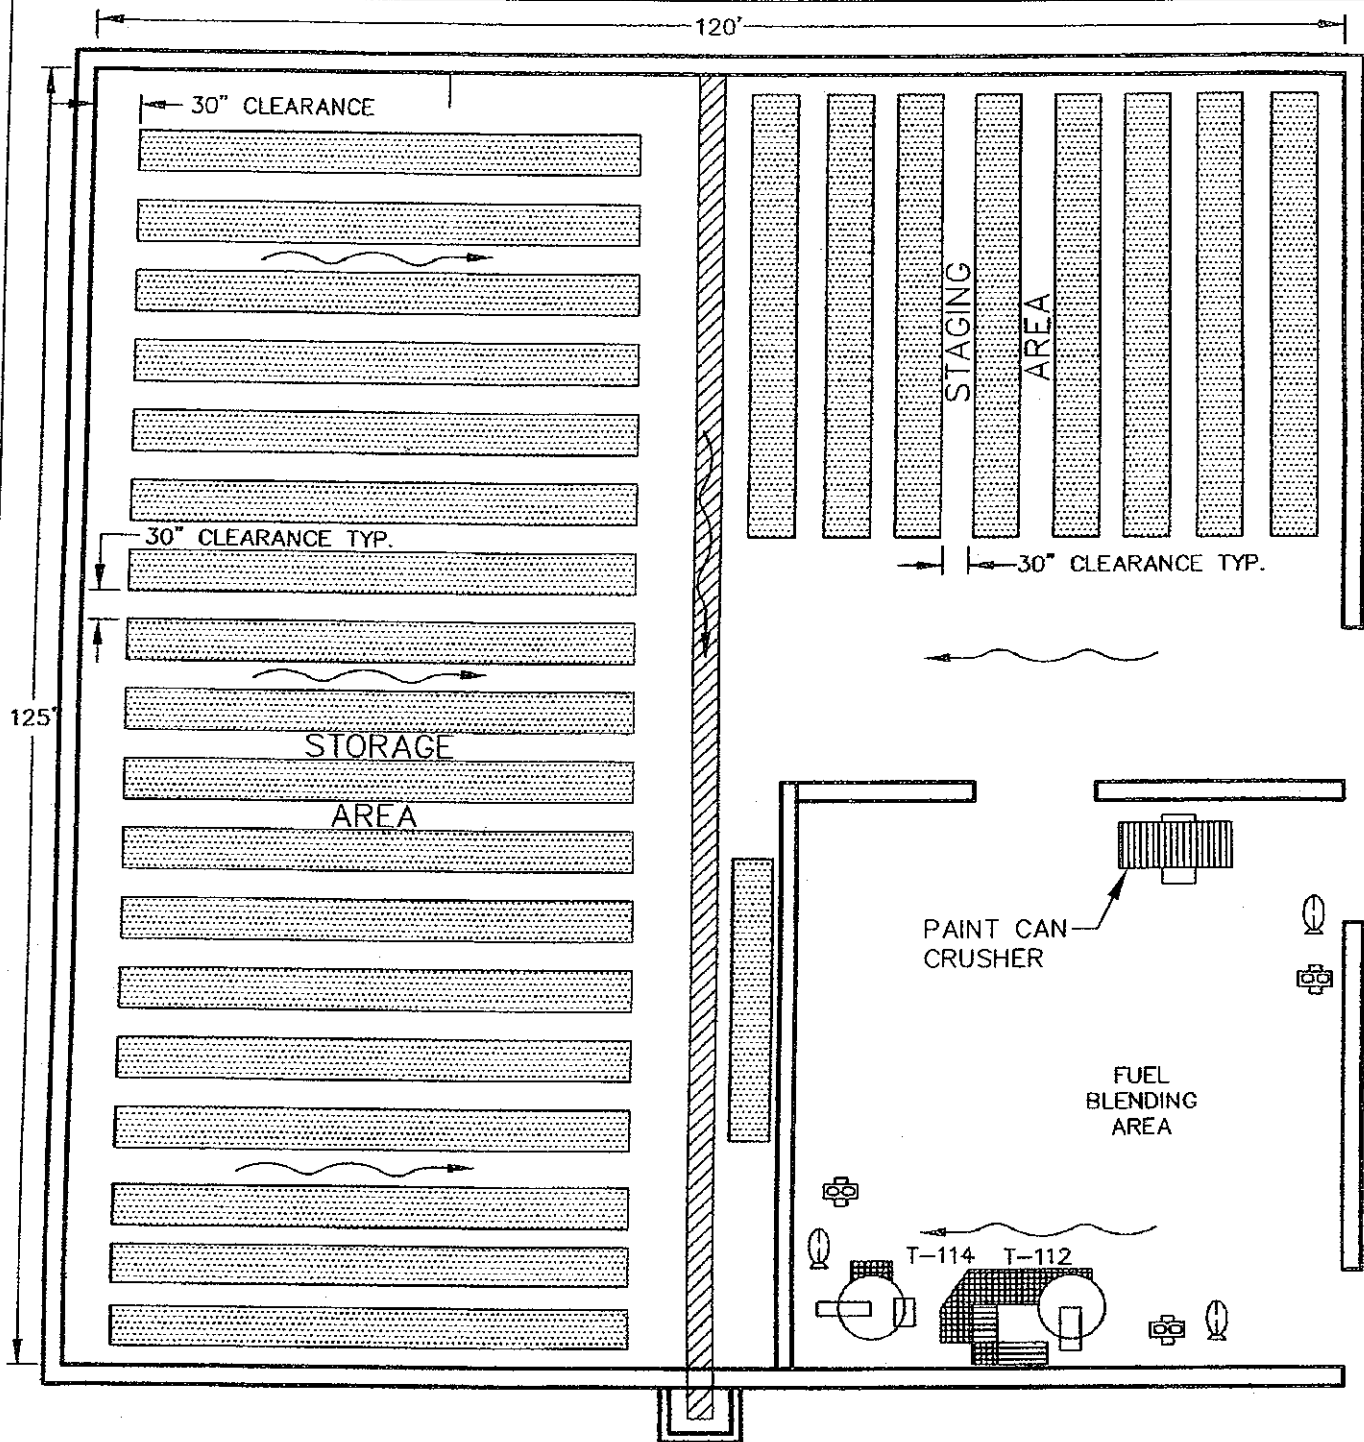 120'
30" CLEARANCE
STAGING
AREA
30" CLEARANCE TYP.
30" CLEARANCE TYP.
125'
STORAGE
AREA
PAINT CAN
CRUSHER
FUEL
BLENDING
AREA
T-114
T-112